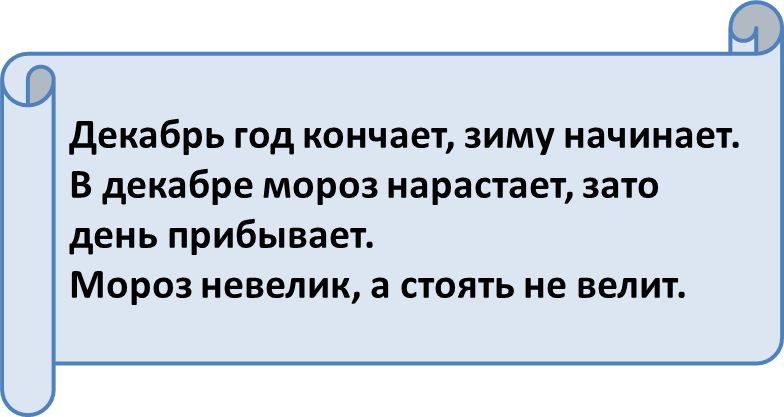 Декабрь год кончает, зиму начинает.
В декабре мороз нарастает, зато
день прибывает.
Мороз невелик, а стоять не велит.